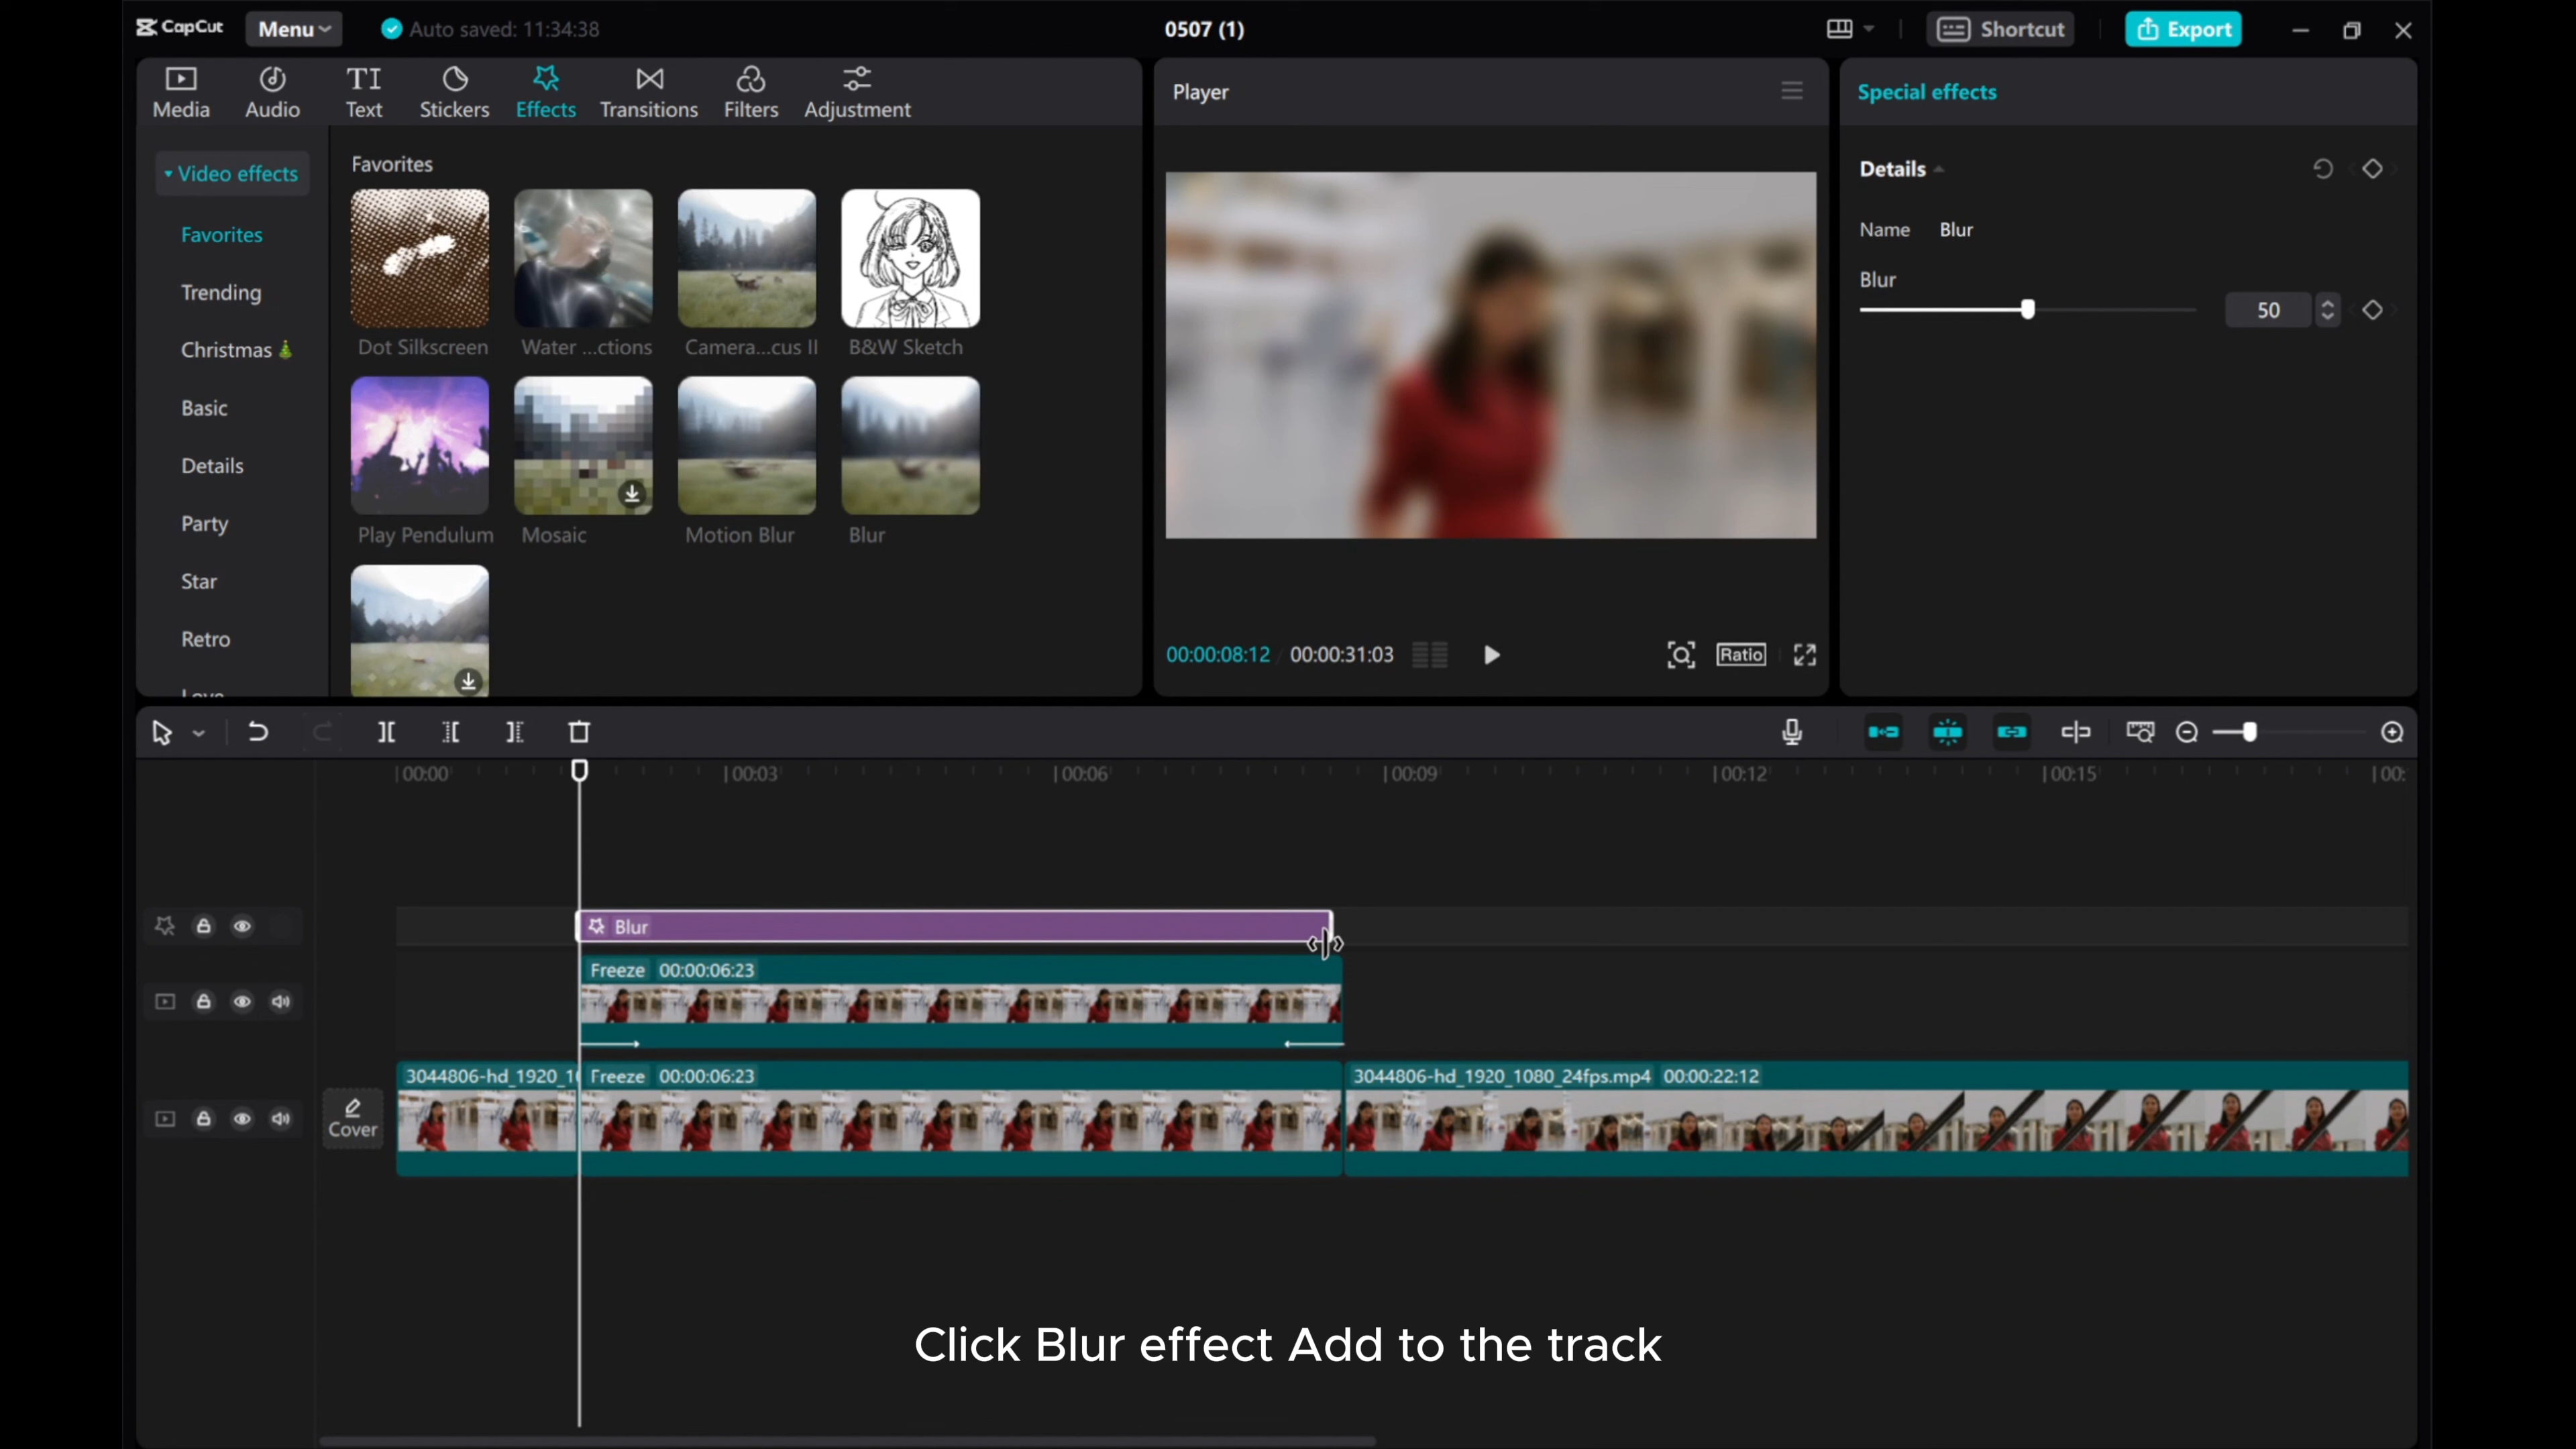 CapCut
Menu
Auto saved: 11:34:38
0507 (1)
Shortcut
Export
Media
Audio
TI
Text
Stickers
Effects
Transitions
Filters
Adjustment
Player
Special effects
Video effects
Favorites
Trending
Christmas
Basic
Details
Party
Star
Retro
Love
Favorites
Dot Silkscreen
Water ...ctions
Camera...cus II
B&W Sketch
Play Pendulum
Mosaic
Motion Blur
Blur
00:00:08:12 / 00:00:31:03
Ratio
Details
Name Blur
Blur
50
00:00
00:03
00:06
00:09
00:12
00:15
00:
Blur
Freeze 00:00:06:23
Cover
3044806-hd_1920_10
Freeze 00:00:06:23
3044806-hd_1920_1080_24fps.mp4 00:00:22:12
Click Blur effect Add to the track